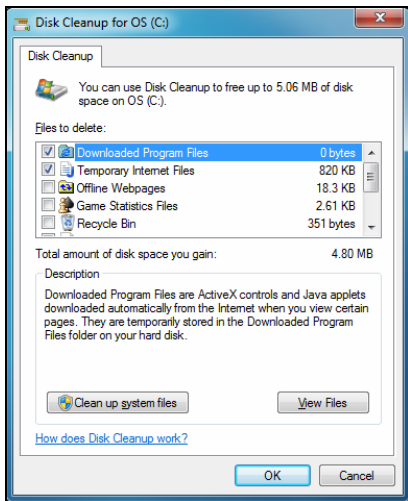 Disk Cleanup for OS (C:)
Disk Cleanup
You can use Disk Cleanup to free up to 5.06 MB of disk
space on OS (C:).
Files to delete:
Downloaded Program Files 0 bytes
Temporary Internet Files 820 KB
Offline Webpages 18.3 KB
Game Statistics Files 2.61 KB
Recycle Bin 351 bytes
Total amount of disk space you gain: 4.80 MB
Description
Downloaded Program Files are ActiveX controls and Java applets
downloaded automatically from the Internet when you view certain
pages. They are temporarily stored in the Downloaded Program
Files folder on your hard disk.
Clean up system files View Files
How does Disk Cleanup work?
OK Cancel